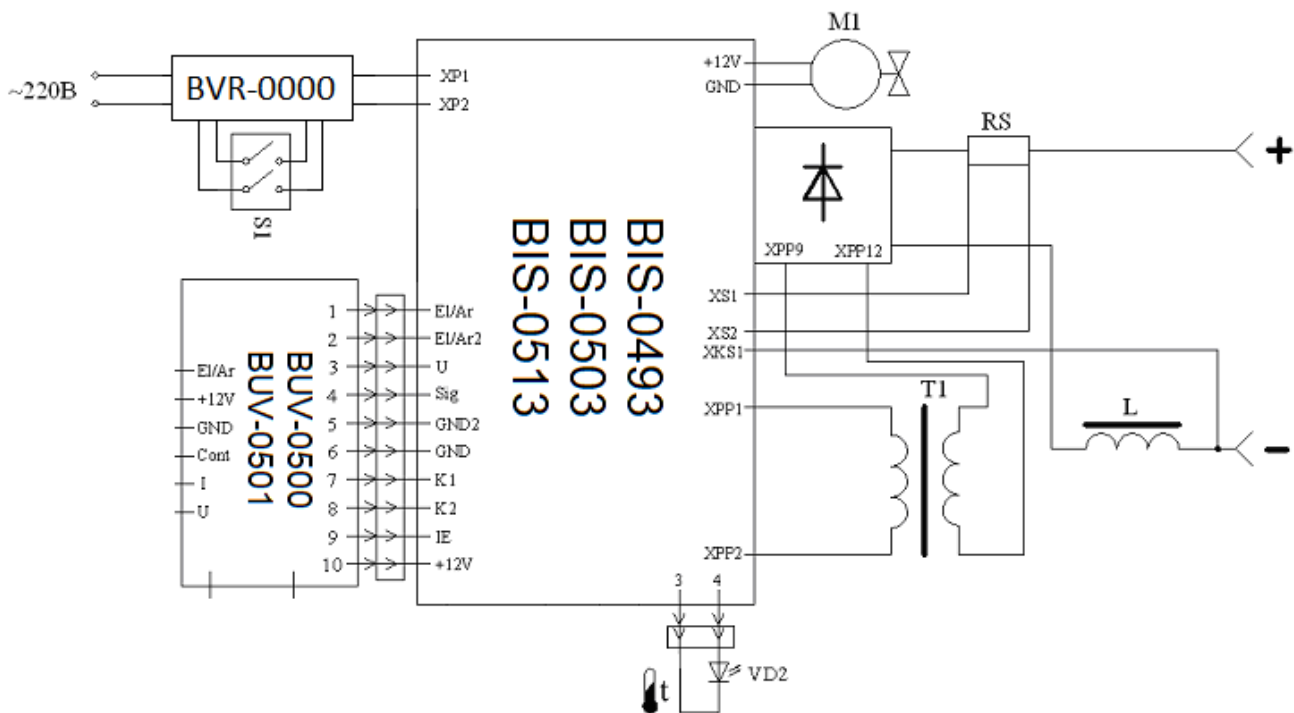 ~220В
BVR-0000
S1
XP1
XP2
+12V
GND
M1
RS
+
XPP9
XPP12
XS1
XS2
XKS1
XPP1
XPP2
T1
L
−
BIS-0493
BIS-0503
BIS-0513
BUV-0500
BUV-0501
El/Ar
+12V
GND
Cont
I
U
1 El/Ar
2 El/Ar2
3 U
4 Sig
5 GND2
6 GND
7 K1
8 K2
9 IE
10 +12V
3 4
t
VD2